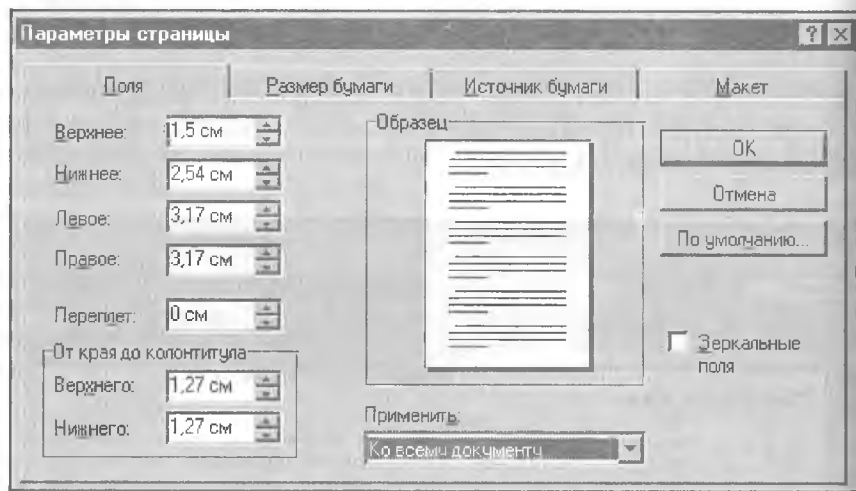 Параметры страницы
Поля
Размер бумаги
Источник бумаги
Макет
Верхнее: 1,5 см
Нижнее: 2,54 см
Левое: 3,17 см
Правое: 3,17 см
Переплет: 0 см
От края до колонтитула
Верхнего: 1,27 см
Нижнего: 1,27 см
Образец
Применить:
Ко всему документу
ОК
Отмена
По умолчанию...
Зеркальные
поля